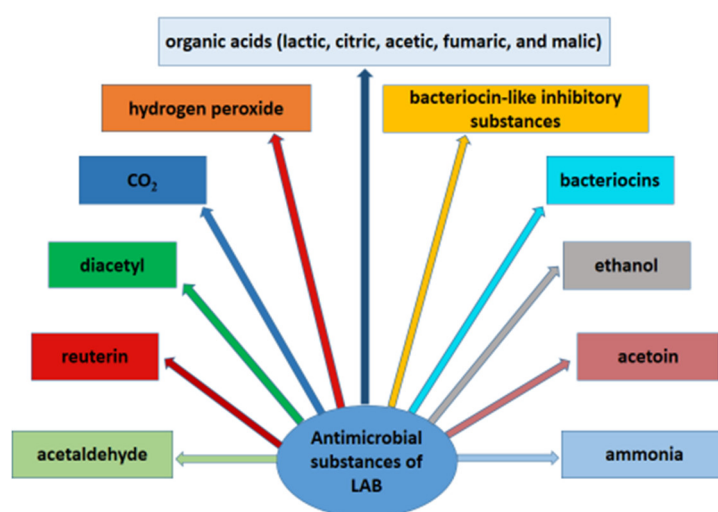 organic acids (lactic, citric, acetic, fumaric, and malic)
hydrogen peroxide
bacteriocin-like inhibitory
substances
CO₂
bacteriocins
diacetyl
ethanol
reuterin
acetoin
Antimicrobial
substances of
LAB
acetaldehyde
ammonia